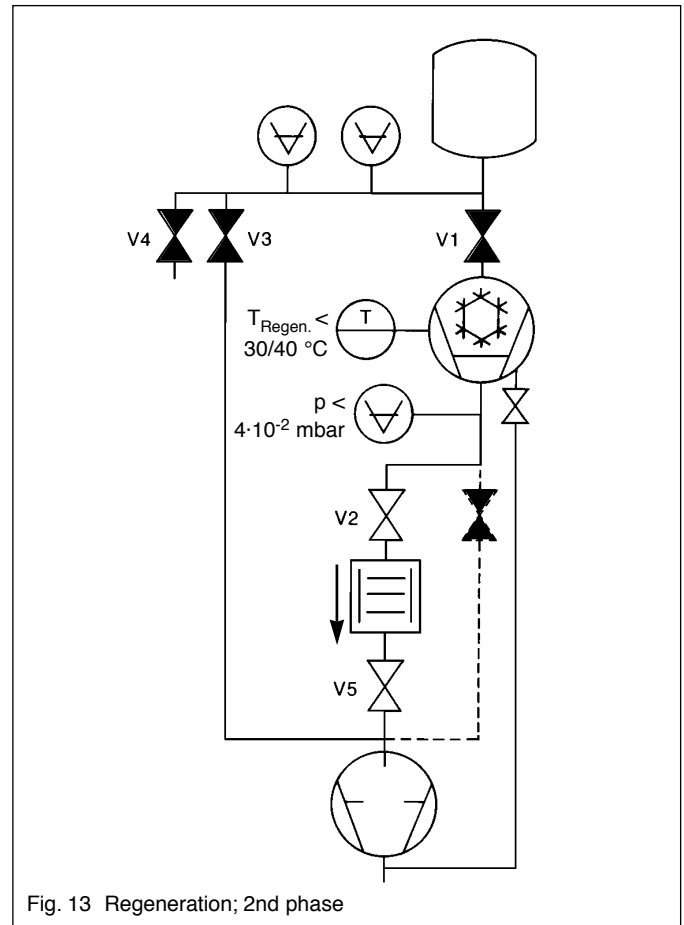 V4
V3
V1
T_Regen. <
30/40 °C
T
p <
4·10⁻² mbar
V2
V5
Fig. 13 Regeneration; 2nd phase